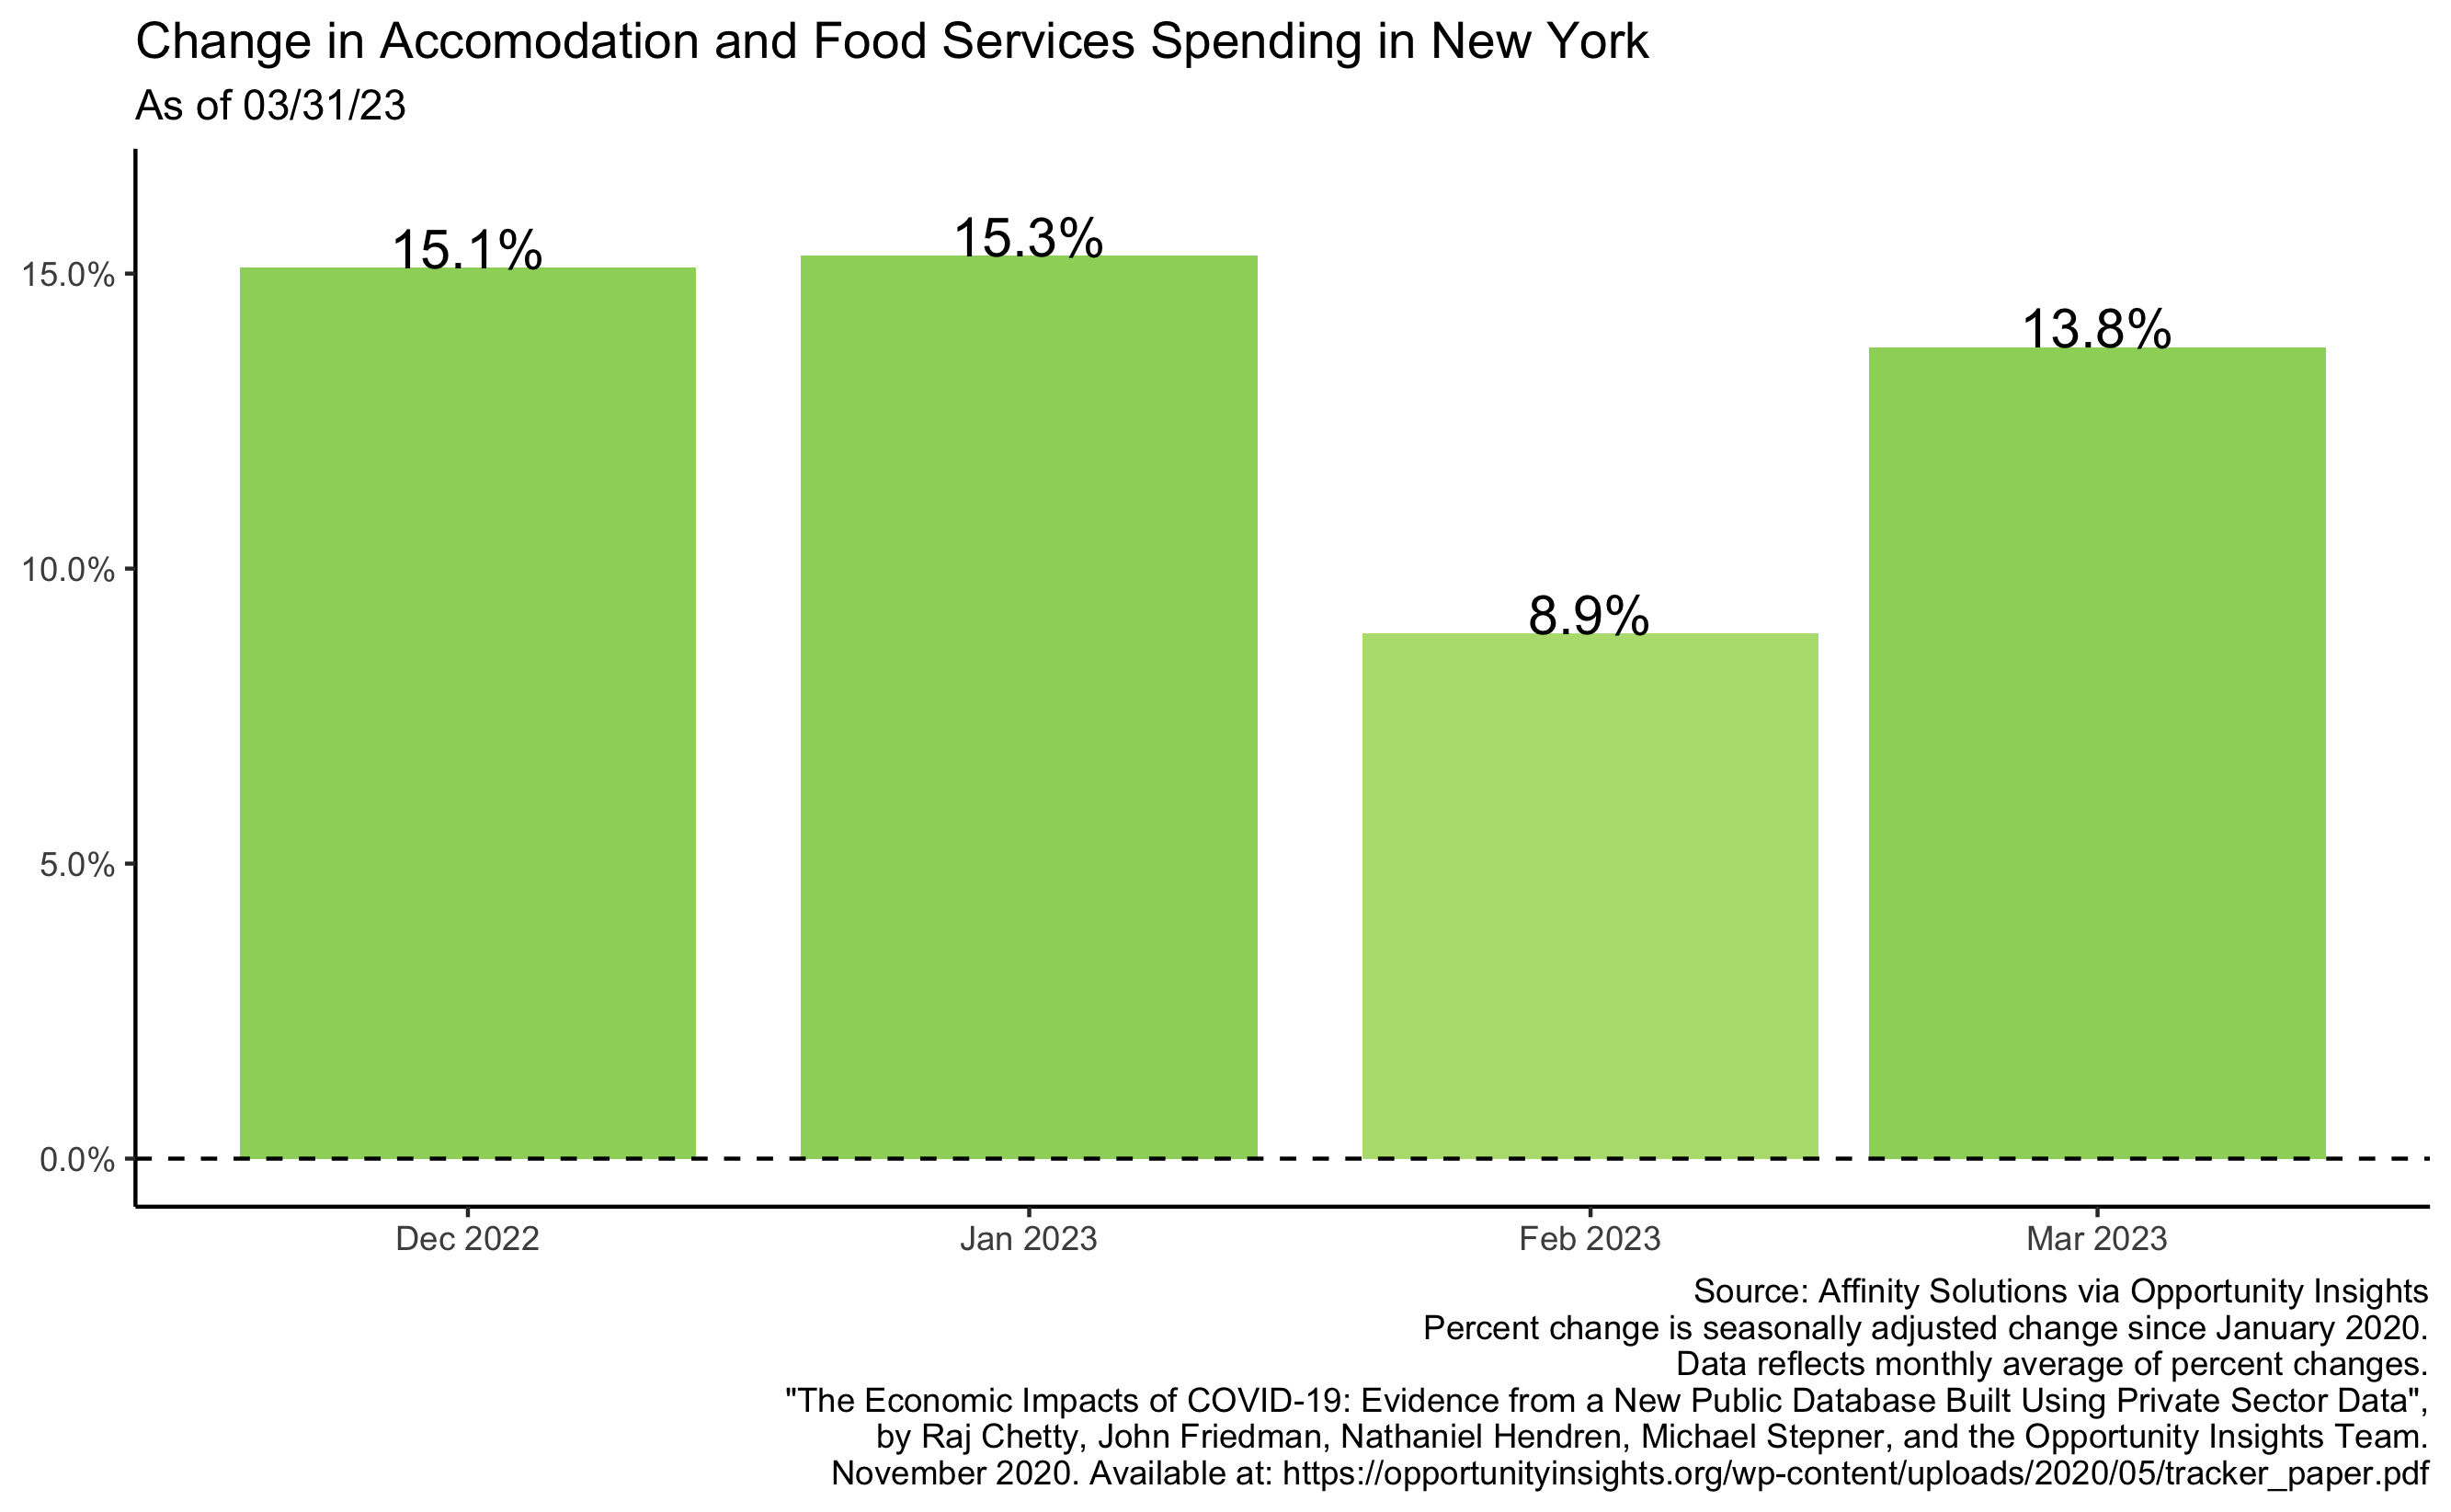 Change in Accomodation and Food Services Spending in New York
As of 03/31/23
15.1%
15.3%
8.9%
13.8%
15.0%
10.0%
5.0%
0.0%
Dec 2022
Jan 2023
Feb 2023
Mar 2023
Source: Affinity Solutions via Opportunity Insights
Percent change is seasonally adjusted change since January 2020.
Data reflects monthly average of percent changes.
"The Economic Impacts of COVID-19: Evidence from a New Public Database Built Using Private Sector Data",
by Raj Chetty, John Friedman, Nathaniel Hendren, Michael Stepner, and the Opportunity Insights Team.
November 2020. Available at: https://opportunityinsights.org/wp-content/uploads/2020/05/tracker_paper.pdf